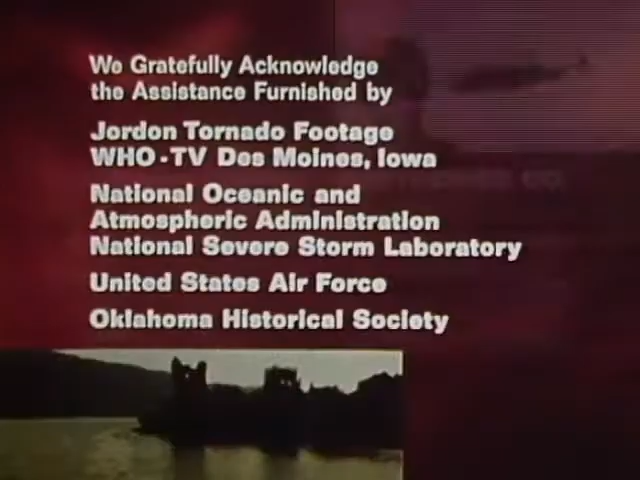 We Gratefully Acknowledge
the Assistance Furnished by
Jordon Tornado Footage
WHO-TV Des Moines, Iowa
National Oceanic and
Atmospheric Administration
National Severe Storm Laboratory
United States Air Force
Oklahoma Historical Society